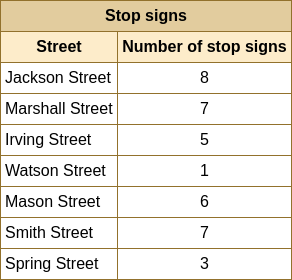 Stop signs
Street Number of stop signs
Jackson Street 8
Marshall Street 7
Irving Street 5
Watson Street 1
Mason Street 6
Smith Street 7
Spring Street 3